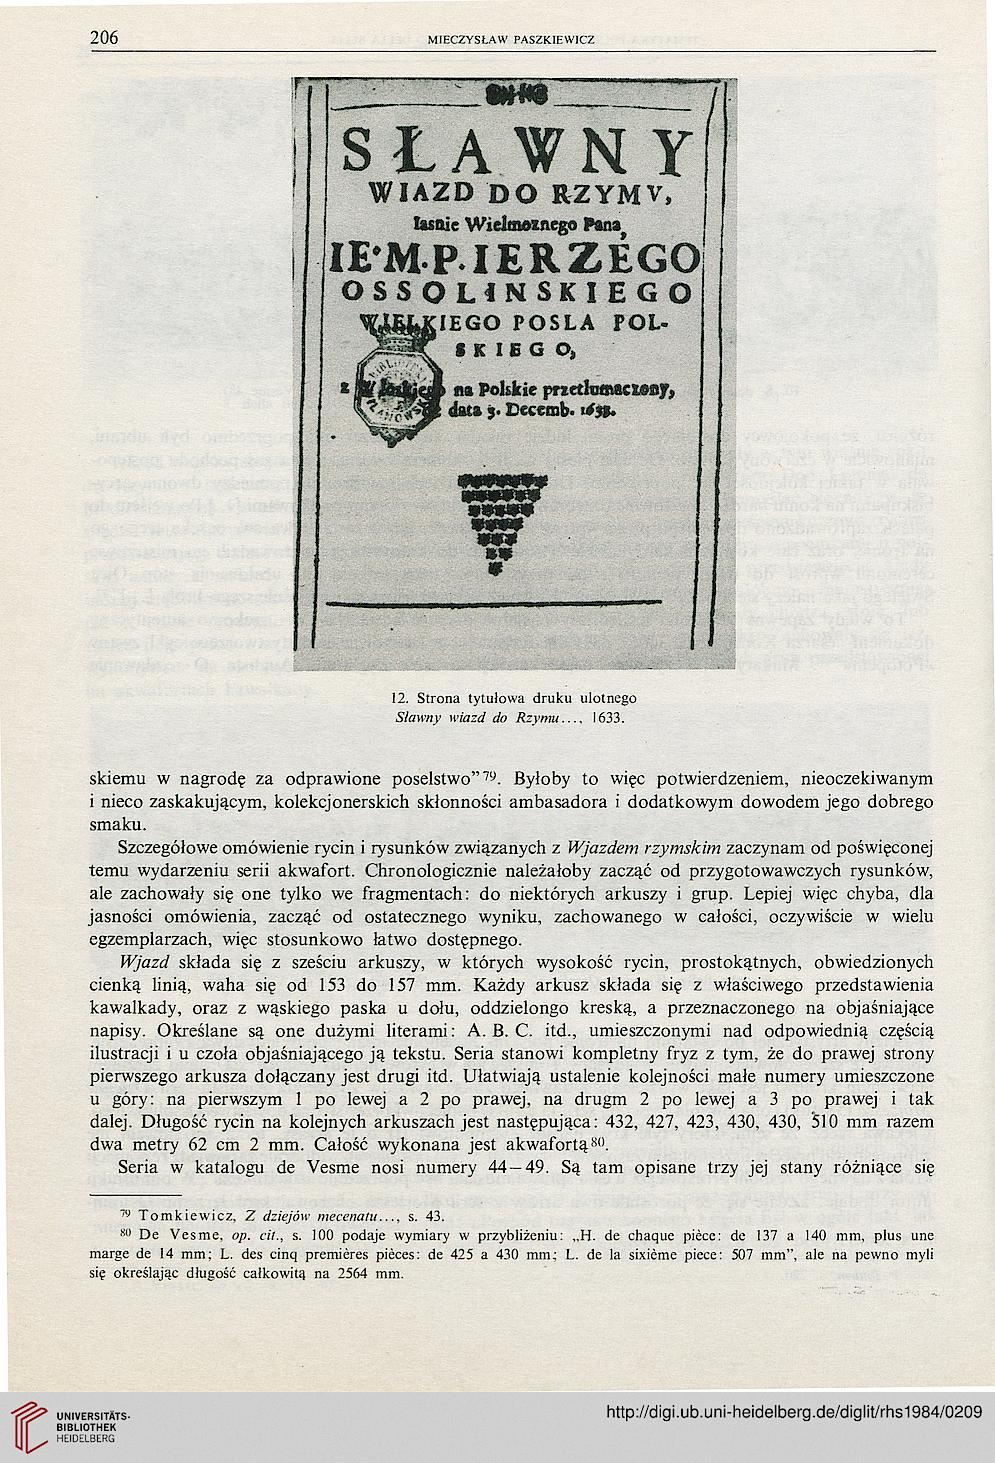 206
MIECZYSŁAW PASZKIEWICZ
SŁAWNY
WIAZD DO RZYMV,
Iasnie Wielmoznego Pana,
IE·M·P·IERZEGO
OSSOLINSKIEGO
WIELKIEGO POSLA POL-
SKIEGO,
z Włoskiego na Polskie przetłumaczony,
data 3. Decemb. 1633.
12. Strona tytułowa druku ulotnego
Sławny wiazd do Rzymu..., 1633.
skiemu w nagrodę za odprawione poselstwo”⁷⁹. Byłoby to więc potwierdzeniem, nieoczekiwanym
i nieco zaskakującym, kolekcjonerskich skłonności ambasadora i dodatkowym dowodem jego dobrego
smaku.
Szczegółowe omówienie rycin i rysunków związanych z Wjazdem rzymskim zaczynam od poświęconej
temu wydarzeniu serii akwafort. Chronologicznie należałoby zacząć od przygotowawczych rysunków,
ale zachowały się one tylko we fragmentach: do niektórych arkuszy i grup. Lepiej więc chyba, dla
jasności omówienia, zacząć od ostatecznego wyniku, zachowanego w całości, oczywiście w wielu
egzemplarzach, więc stosunkowo łatwo dostępnego.
Wjazd składa się z sześciu arkuszy, w których wysokość rycin, prostokątnych, obwiedzionych
cienką linią, waha się od 153 do 157 mm. Każdy arkusz składa się z właściwego przedstawienia
kawalkady, oraz z wąskiego paska u dołu, oddzielongo kreską, a przeznaczonego na objaśniające
napisy. Określane są one dużymi literami: A. B. C. itd., umieszczonymi nad odpowiednią częścią
ilustracji i u czoła objaśniającego ją tekstu. Seria stanowi kompletny fryz z tym, że do prawej strony
pierwszego arkusza dołączany jest drugi itd. Ułatwiają ustalenie kolejności małe numery umieszczone
u góry: na pierwszym 1 po lewej a 2 po prawej, na drugm 2 po lewej a 3 po prawej i tak
dalej. Długość rycin na kolejnych arkuszach jest następująca: 432, 427, 423, 430, 430, 510 mm razem
dwa metry 62 cm 2 mm. Całość wykonana jest akwafortą⁸⁰.
Seria w katalogu de Vesme nosi numery 44–49. Są tam opisane trzy jej stany różniące się
⁷⁹ Tomkiewicz, Z dziejów mecenatu..., s. 43.
⁸⁰ De Vesme, op. cit., s. 100 podaje wymiary w przybliżeniu: „H. de chaque pièce: de 137 a 140 mm, plus une
marge de 14 mm; L. des cinq premières pièces: de 425 a 430 mm; L. de la sixième piece: 507 mm”, ale na pewno myli
się określając długość całkowitą na 2564 mm.
UNIVERSITÄTS-
BIBLIOTHEK
HEIDELBERG
http://digi.ub.uni-heidelberg.de/diglit/rhs1984/0209